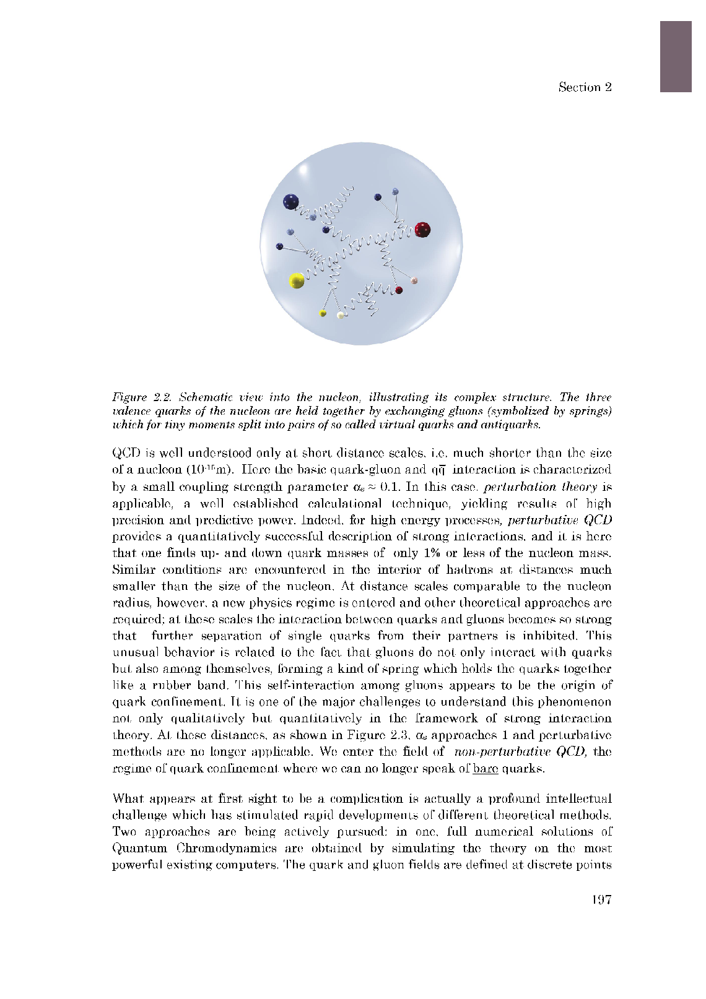 Section 2
Figure 2.2. Schematic view into the nucleon, illustrating its complex structure. The three
valence quarks of the nucleon are held together by exchanging gluons (symbolized by springs)
which for tiny moments split into pairs of so called virtual quarks and antiquarks.
QCD is well understood only at short distance scales, i.e. much shorter than the size
of a nucleon (10⁻¹⁵m). Here the basic quark-gluon and qq̅ interaction is characterized
by a small coupling strength parameter αₛ ≈ 0.1. In this case, perturbation theory is
applicable, a well established calculational technique, yielding results of high
precision and predictive power. Indeed, for high energy processes, perturbative QCD
provides a quantitatively successful description of strong interactions, and it is here
that one finds up- and down quark masses of only 1% or less of the nucleon mass.
Similar conditions are encountered in the interior of hadrons at distances much
smaller than the size of the nucleon. At distance scales comparable to the nucleon
radius, however, a new physics regime is entered and other theoretical approaches are
required; at these scales the interaction between quarks and gluons becomes so strong
that further separation of single quarks from their partners is inhibited. This
unusual behavior is related to the fact that gluons do not only interact with quarks
but also among themselves, forming a kind of spring which holds the quarks together
like a rubber band. This self-interaction among gluons appears to be the origin of
quark confinement. It is one of the major challenges to understand this phenomenon
not only qualitatively but quantitatively in the framework of strong interaction
theory. At these distances, as shown in Figure 2.3, αₛ approaches 1 and perturbative
methods are no longer applicable. We enter the field of non-perturbative QCD, the
regime of quark confinement where we can no longer speak of bare quarks.
What appears at first sight to be a complication is actually a profound intellectual
challenge which has stimulated rapid developments of different theoretical methods.
Two approaches are being actively pursued: in one, full numerical solutions of
Quantum Chromodynamics are obtained by simulating the theory on the most
powerful existing computers. The quark and gluon fields are defined at discrete points
197